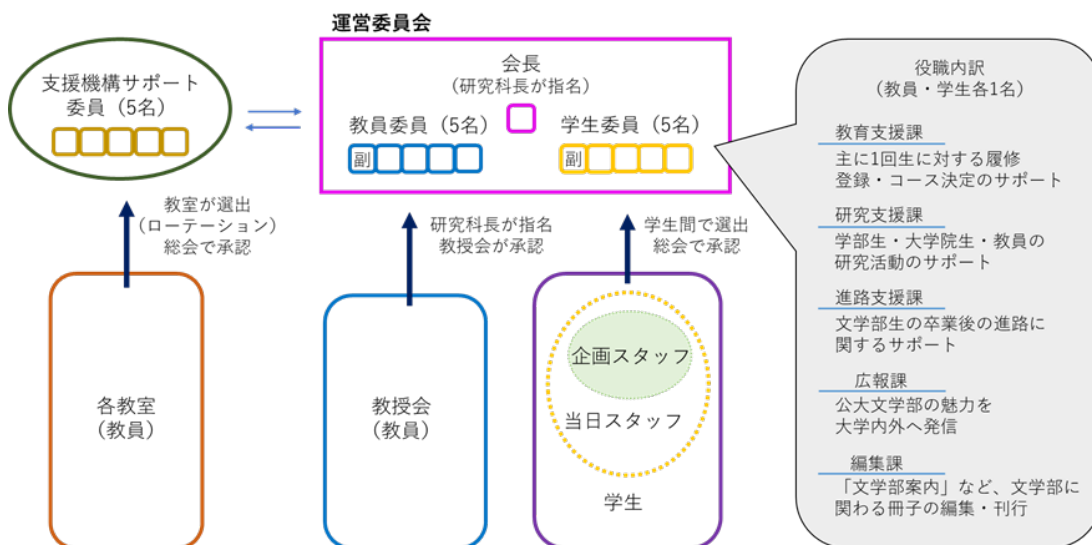 運営委員会
支援機構サポート
委員（5名）
会長
（研究科長が指名）
教員委員（5名）
学生委員（5名）
副
副
教室が選出
（ローテーション）
総会で承認
研究科長が指名
教授会が承認
学生間で選出
総会で承認
各教室
（教員）
教授会
（教員）
企画スタッフ
当日スタッフ
学生
役職内訳
（教員・学生各1名）
教育支援課
主に1回生に対する履修
登録・コース決定のサポート
研究支援課
学部生・大学院生・教員の
研究活動のサポート
進路支援課
文学部生の卒業後の進路に
関するサポート
広報課
公大文学部の魅力を
大学内外へ発信
編集課
「文学部案内」など、文学部に
関わる冊子の編集・刊行